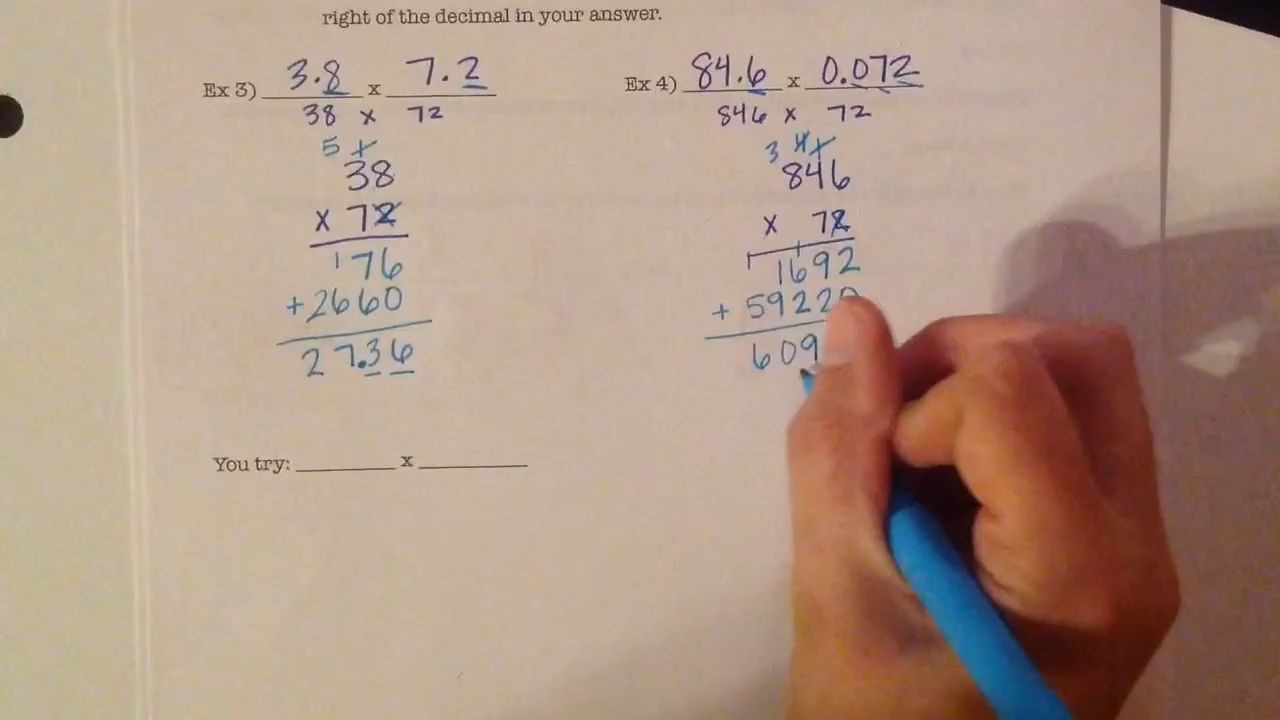 right of the decimal in your answer.
Ex 3) 3.8 x 7.2
38 x 72
5 1
38
x 72
176
+2660
27.36
Ex 4) 84.6 x 0.072
846 x 72
3
846
x 72
1692
+ 5922
609
You try: ________ x ________